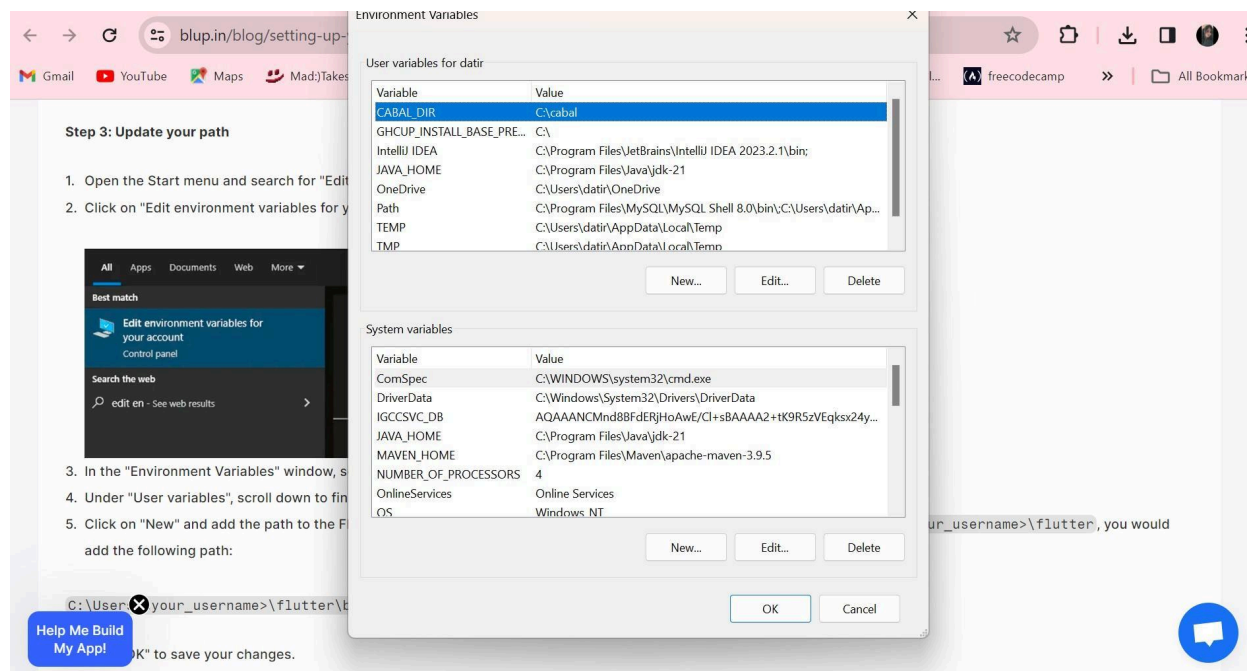 Environment Variables
blup.in/blog/setting-up-
Gmail YouTube Maps Mad:)Takes
freecodecamp » All Bookmark
User variables for datir
Variable Value
CABAL_DIR C:\cabal
GHCUP_INSTALL_BASE_PRE... C:\
IntelliJ IDEA C:\Program Files\JetBrains\IntelliJ IDEA 2023.2.1\bin;
JAVA_HOME C:\Program Files\Java\jdk-21
OneDrive C:\Users\datir\OneDrive
Path C:\Program Files\MySQL\MySQL Shell 8.0\bin\;C:\Users\datir\Ap...
TEMP C:\Users\datir\AppData\Local\Temp
TMP C:\Users\datir\AppData\Local\Temp
New... Edit... Delete
System variables
Variable Value
ComSpec C:\WINDOWS\system32\cmd.exe
DriverData C:\Windows\System32\Drivers\DriverData
IGCCSVC_DB AQAAANCMnd8BFdERjHoAwE/Cl+sBAAAA2+tK9R5zVEqksx24y...
JAVA_HOME C:\Program Files\Java\jdk-21
MAVEN_HOME C:\Program Files\Maven\apache-maven-3.9.5
NUMBER_OF_PROCESSORS 4
OnlineServices Online Services
OS Windows_NT
New... Edit... Delete
OK Cancel
Step 3: Update your path
1. Open the Start menu and search for "Edit
2. Click on "Edit environment variables for y
All Apps Documents Web More
Best match
Edit environment variables for
your account
Control panel
Search the web
edit en - See web results
3. In the "Environment Variables" window, s
4. Under "User variables", scroll down to fin
5. Click on "New" and add the path to the F ur_username>\flutter, you would
add the following path:
C:\User your_username>\flutter\b
Help Me Build
My App!
OK" to save your changes.